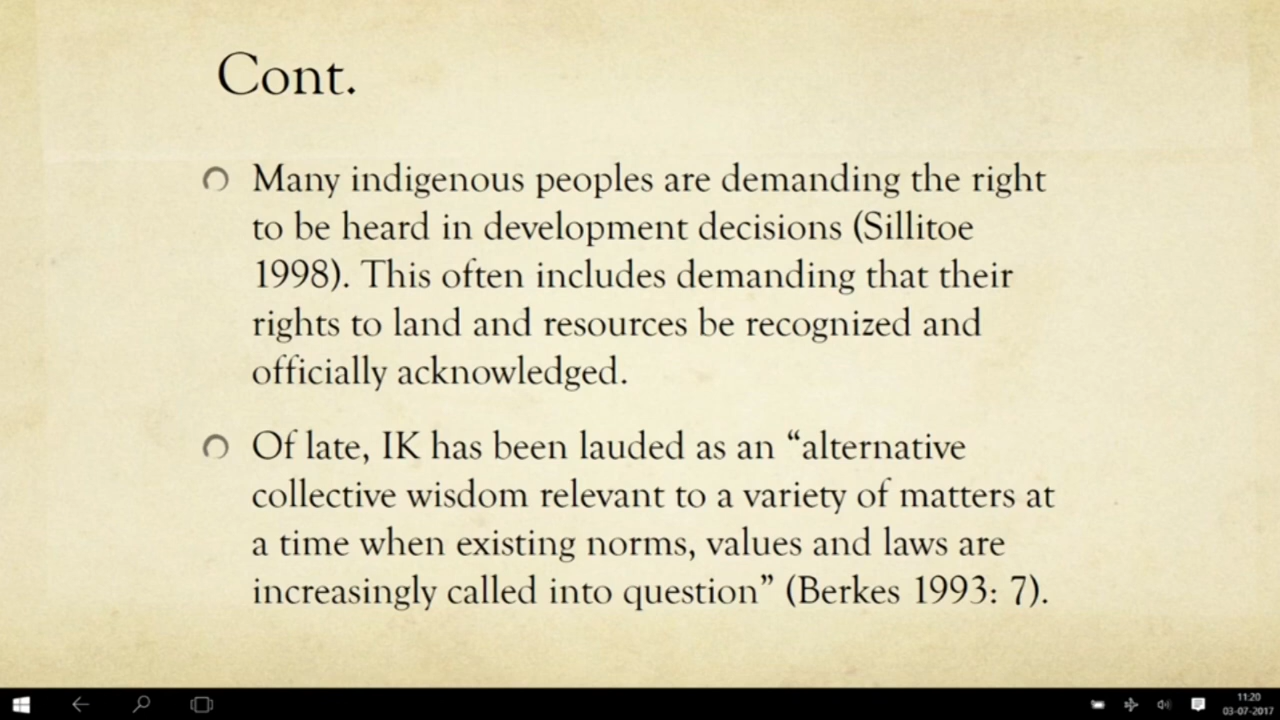 Cont.
Many indigenous peoples are demanding the right
to be heard in development decisions (Sillitoe
1998). This often includes demanding that their
rights to land and resources be recognized and
officially acknowledged.
Of late, IK has been lauded as an “alternative
collective wisdom relevant to a variety of matters at
a time when existing norms, values and laws are
increasingly called into question” (Berkes 1993: 7).
11:20
03-07-2017